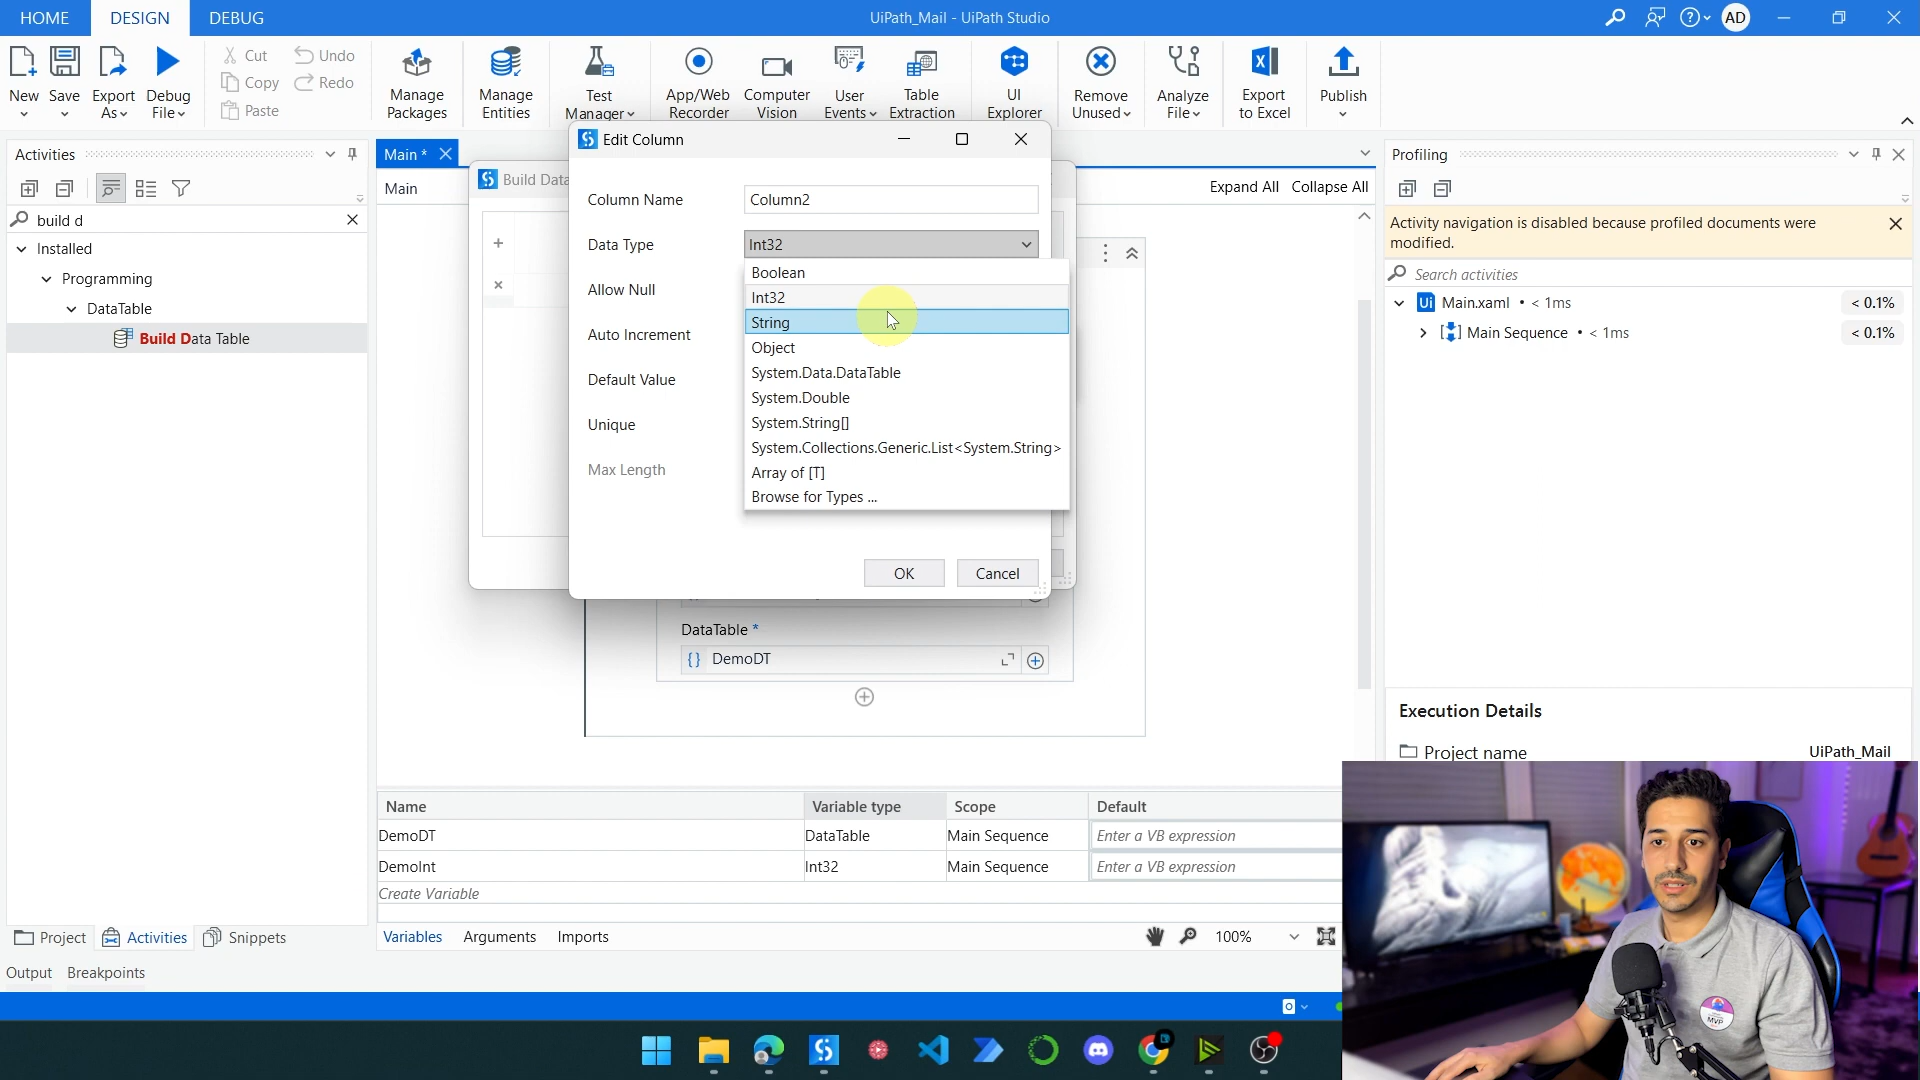 HOME DESIGN DEBUG UiPath_Mail - UiPath Studio AD
New Save Export As Debug File
Cut Copy Paste Undo Redo
Manage Packages
Manage Entities
Test Manager
App/Web Recorder
Computer Vision
User Events
Table Extraction
UI Explorer
Remove Unused
Analyze File
Export to Excel
Publish
Activities
build d
Installed
Programming
DataTable
Build Data Table
Main *
Main
Expand All Collapse All
Build Data
Edit Column
Column Name Column2
Data Type Int32
Allow Null
Auto Increment
Default Value
Unique
Max Length
Boolean
Int32
String
Object
System.Data.DataTable
System.Double
System.String[]
System.Collections.Generic.List<System.String>
Array of [T]
Browse for Types ...
OK Cancel
DataTable *
{} DemoDT
Profiling
Activity navigation is disabled because profiled documents were
modified.
Search activities
Ui Main.xaml • < 1ms < 0.1%
Main Sequence • < 1ms < 0.1%
Execution Details
Project name UiPath_Mail
Name Variable type Scope Default
DemoDT DataTable Main Sequence Enter a VB expression
DemoInt Int32 Main Sequence Enter a VB expression
Create Variable
Variables Arguments Imports 100%
Project Activities Snippets
Output Breakpoints
MVP